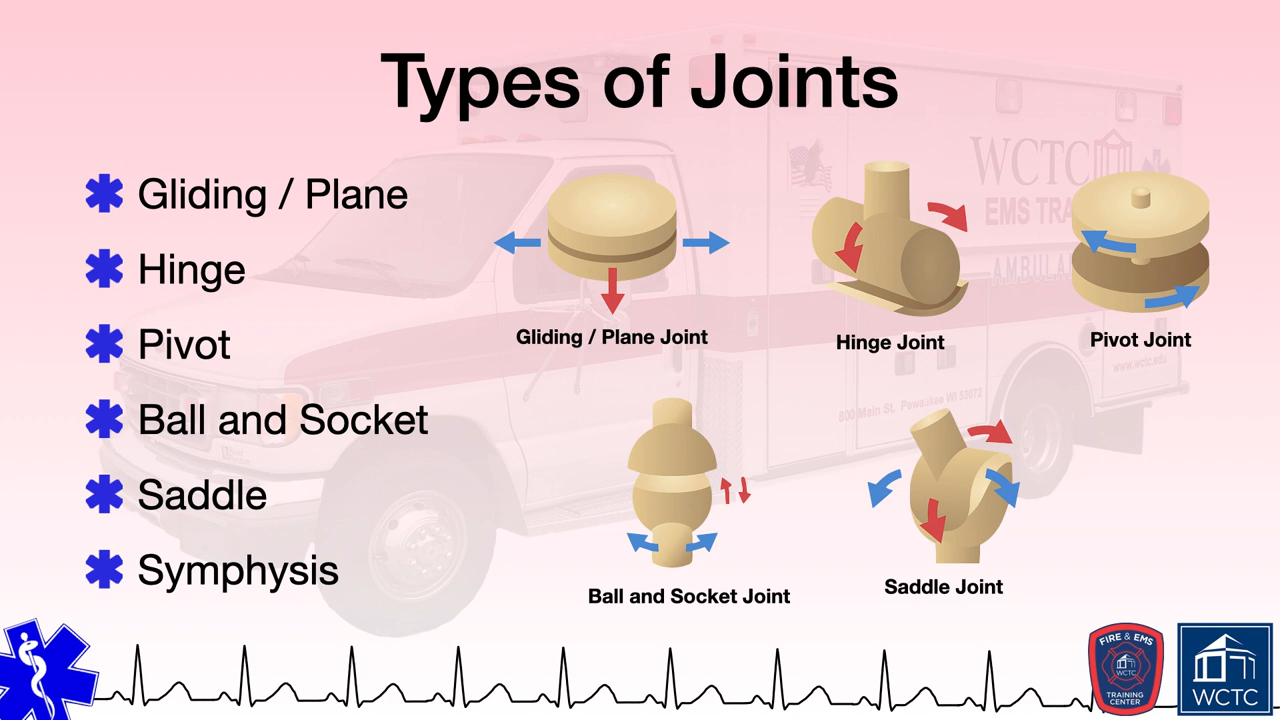 Types of Joints
Gliding / Plane
Hinge
Pivot
Ball and Socket
Saddle
Symphysis
Gliding / Plane Joint
Hinge Joint
Pivot Joint
Ball and Socket Joint
Saddle Joint
WCTC
EMS TRA
AMBULA
www.wctc.edu
800 Main St. Pewaukee WI 53072
FIRE & EMS
WCTC
TRAINING
CENTER
WCTC